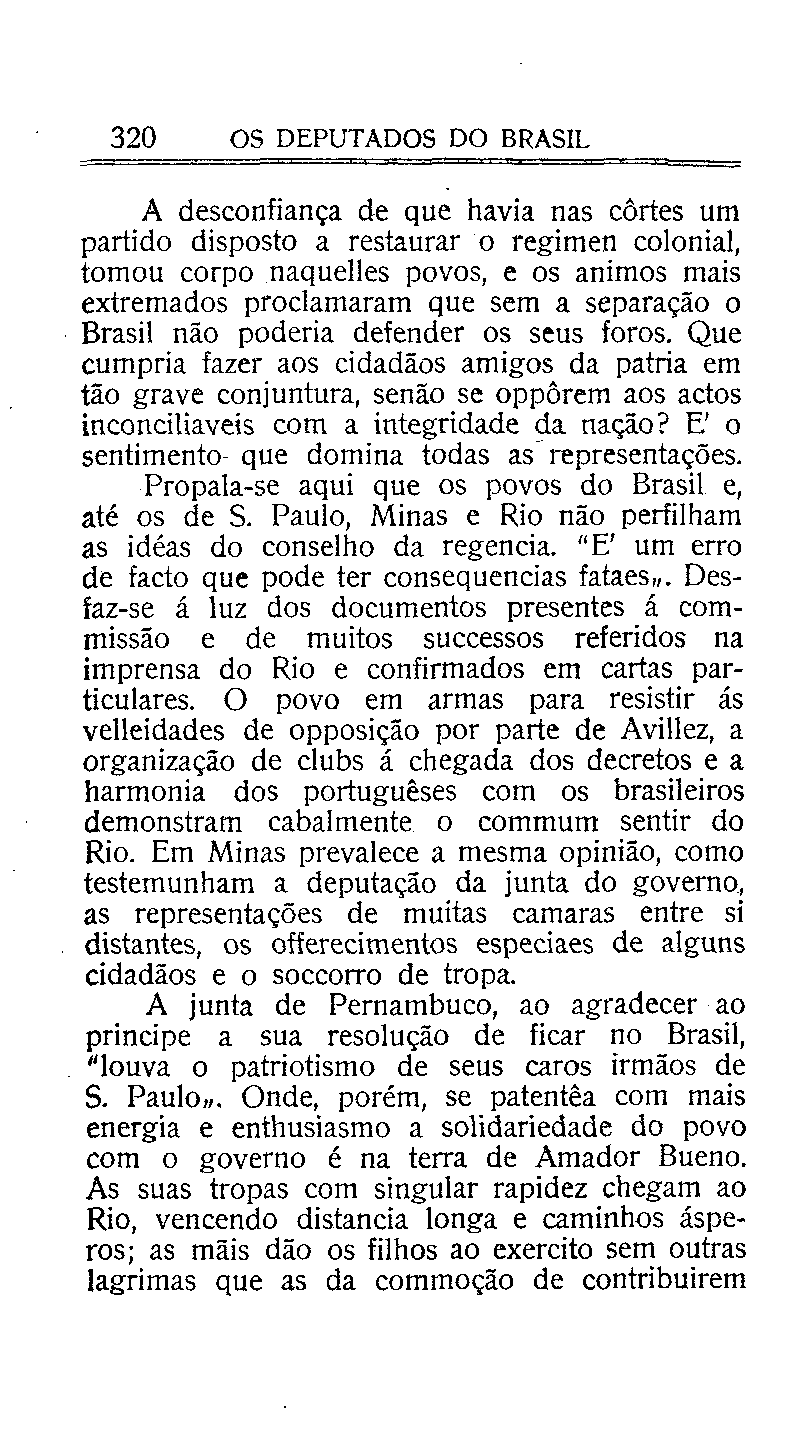 320 OS DEPUTADOS DO BRASIL
A desconfiança de que havia nas côrtes um
partido disposto a restaurar o regimen colonial,
tomou corpo naquelles povos, e os animos mais
extremados proclamaram que sem a separação o
Brasil não poderia defender os seus foros. Que
cumpria fazer aos cidadãos amigos da patria em
tão grave conjuntura, senão se oppôrem aos actos
inconciliaveis com a integridade da nação? E' o
sentimento que domina todas as representações.
Propala-se aqui que os povos do Brasil e,
até os de S. Paulo, Minas e Rio não perfilham
as idéas do conselho da regencia. "E' um erro
de facto que pode ter consequencias fataes„. Des-
faz-se á luz dos documentos presentes á com-
missão e de muitos successos referidos na
imprensa do Rio e confirmados em cartas par-
ticulares. O povo em armas para resistir ás
velleidades de opposição por parte de Avillez, a
organização de clubs á chegada dos decretos e a
harmonia dos portuguêses com os brasileiros
demonstram cabalmente o commum sentir do
Rio. Em Minas prevalece a mesma opinião, como
testemunham a deputação da junta do governo,
as representações de muitas camaras entre si
distantes, os offerecimentos especiaes de alguns
cidadãos e o soccorro de tropa.
A junta de Pernambuco, ao agradecer ao
principe a sua resolução de ficar no Brasil,
"louva o patriotismo de seus caros irmãos de
S. Paulo„. Onde, porém, se patentêa com mais
energia e enthusiasmo a solidariedade do povo
com o governo é na terra de Amador Bueno.
As suas tropas com singular rapidez chegam ao
Rio, vencendo distancia longa e caminhos áspe-
ros; as mãis dão os filhos ao exercito sem outras
lagrimas que as da commoção de contribuirem